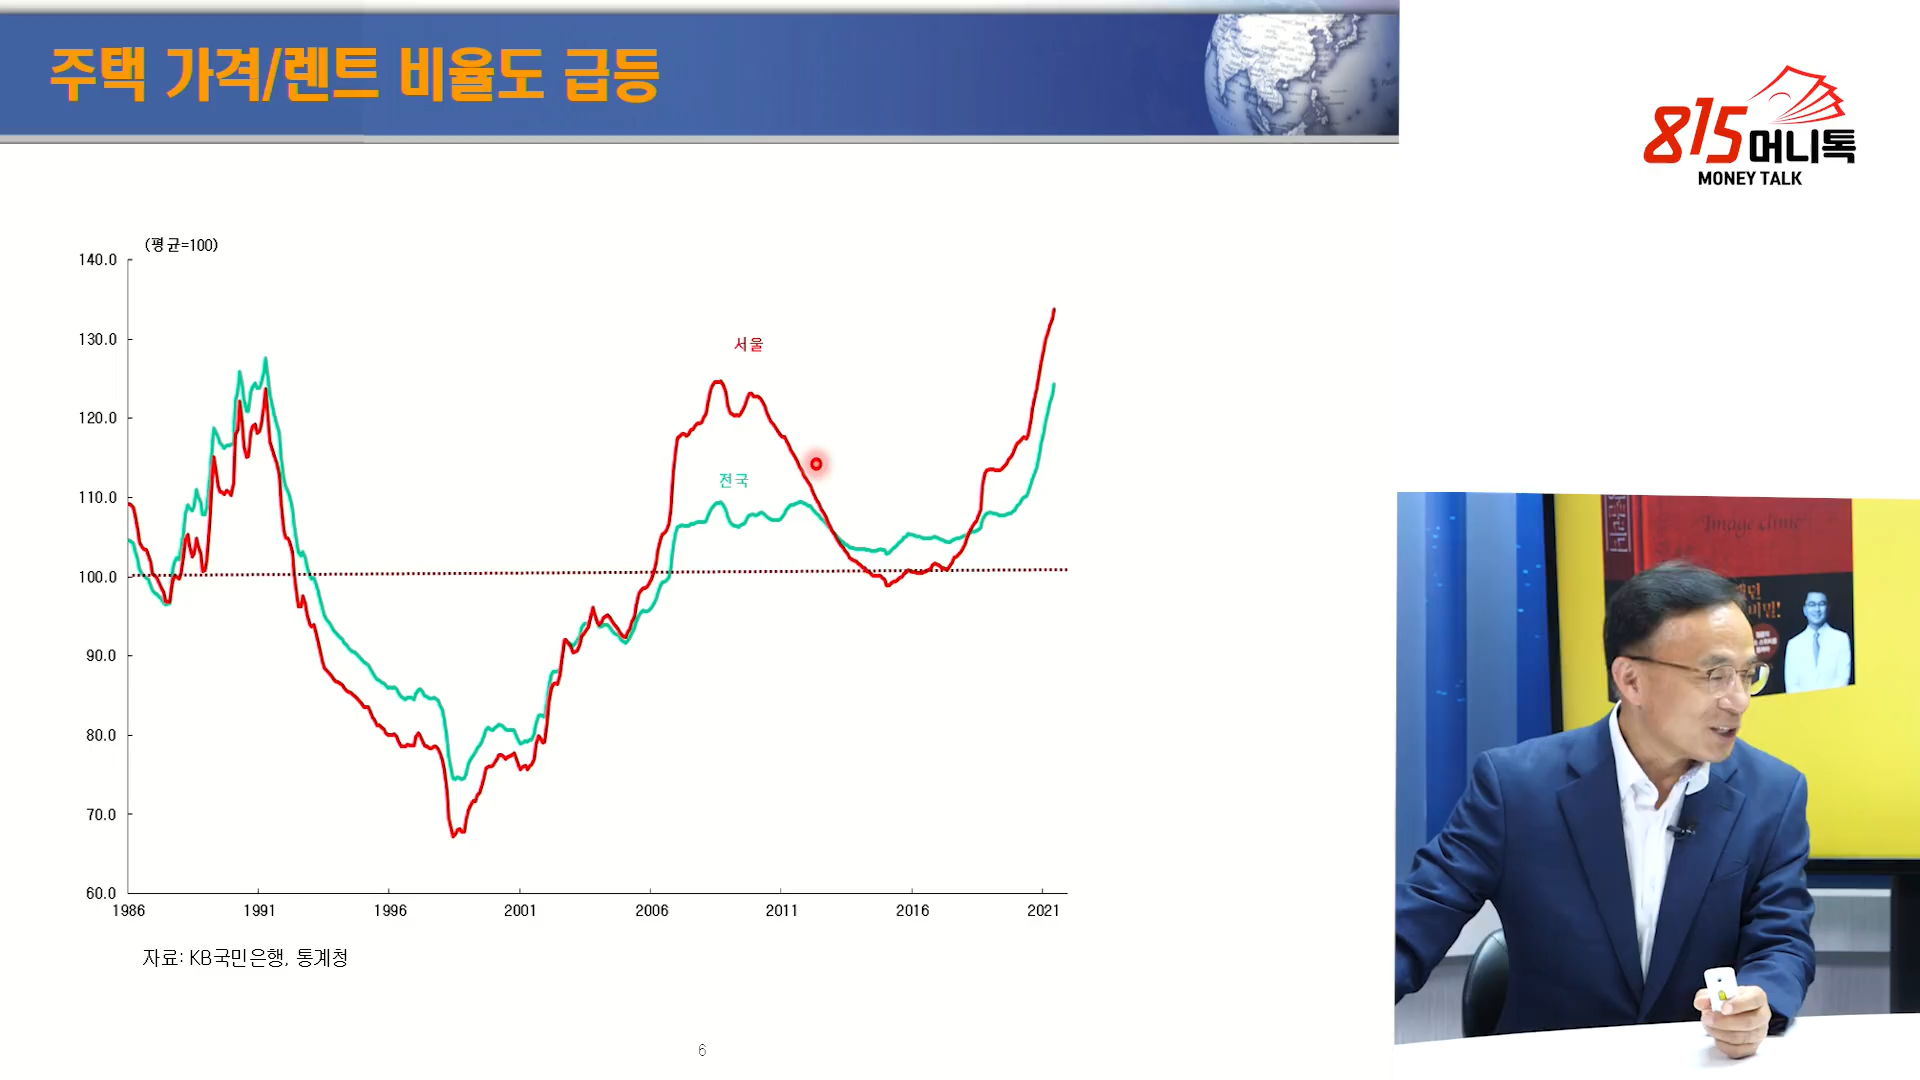 주택 가격/렌트 비율도 급등
815머니톡
MONEY TALK
(평균=100)
140.0
130.0
120.0
110.0
100.0
90.0
80.0
70.0
60.0
서울
전국
1986
1991
1996
2001
2006
2011
2016
2021
자료: KB국민은행, 통계청
6
Image clinic